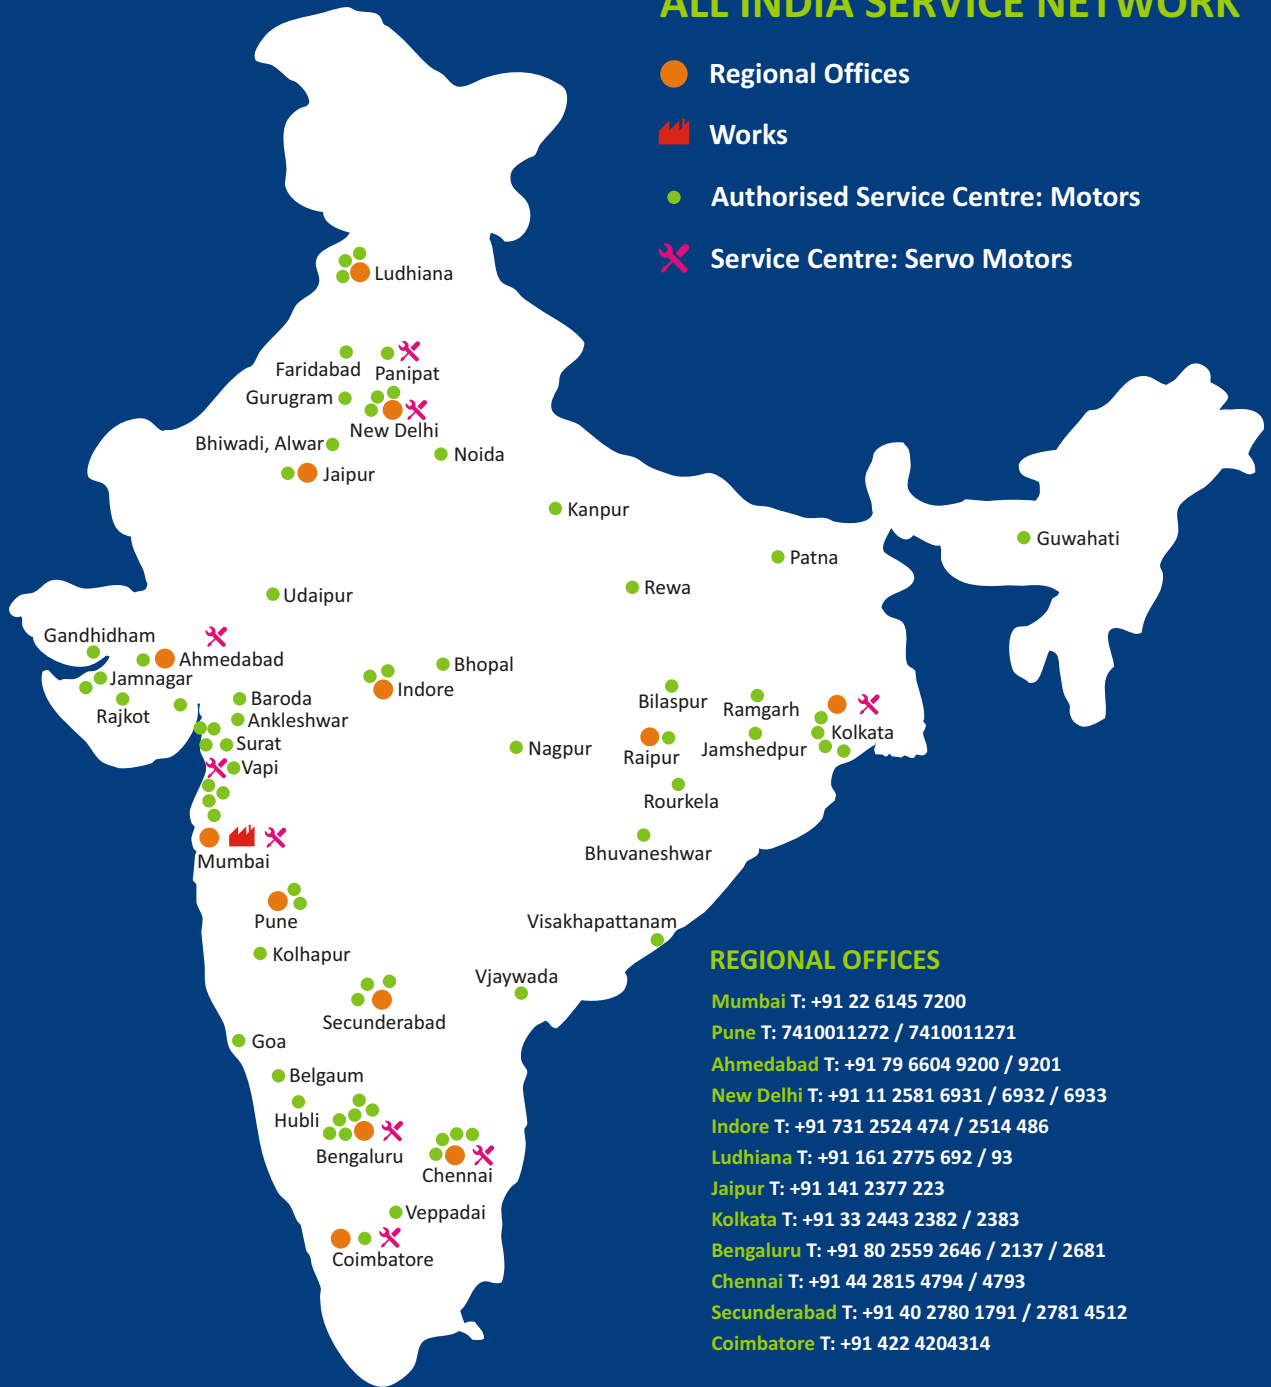 ALL INDIA SERVICE NETWORK
Regional Offices
Works
Authorised Service Centre: Motors
Service Centre: Servo Motors
Ludhiana
Faridabad
Panipat
Gurugram
New Delhi
Bhiwadi, Alwar
Noida
Jaipur
Kanpur
Guwahati
Patna
Rewa
Udaipur
Gandhidham
Ahmedabad
Bhopal
Jamnagar
Indore
Baroda
Bilaspur
Ramgarh
Rajkot
Ankleshwar
Kolkata
Surat
Nagpur
Jamshedpur
Raipur
Vapi
Rourkela
Bhuvaneshwar
Mumbai
Pune
Visakhapattanam
Kolhapur
Vjaywada
Secunderabad
Goa
Belgaum
Hubli
Bengaluru
Chennai
Veppadai
Coimbatore
REGIONAL OFFICES
Mumbai T: +91 22 6145 7200
Pune T: 7410011272 / 7410011271
Ahmedabad T: +91 79 6604 9200 / 9201
New Delhi T: +91 11 2581 6931 / 6932 / 6933
Indore T: +91 731 2524 474 / 2514 486
Ludhiana T: +91 161 2775 692 / 93
Jaipur T: +91 141 2377 223
Kolkata T: +91 33 2443 2382 / 2383
Bengaluru T: +91 80 2559 2646 / 2137 / 2681
Chennai T: +91 44 2815 4794 / 4793
Secunderabad T: +91 40 2780 1791 / 2781 4512
Coimbatore T: +91 422 4204314